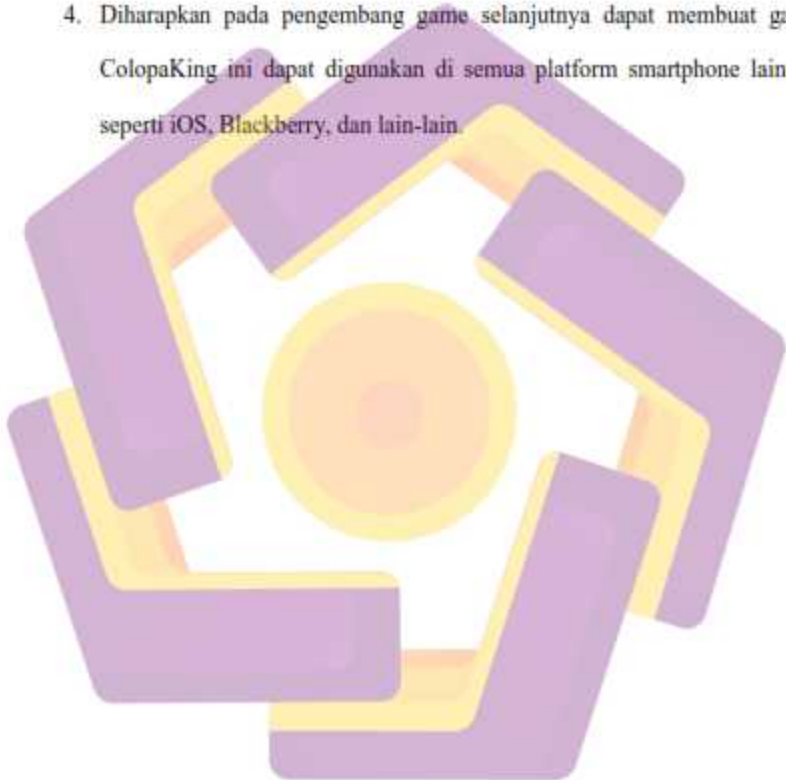 4. Diharapkan pada pengembang game selanjutnya dapat membuat ga
ColopaKing ini dapat digunakan di semua platform smartphone lain
seperti iOS, Blackberry, dan lain-lain.